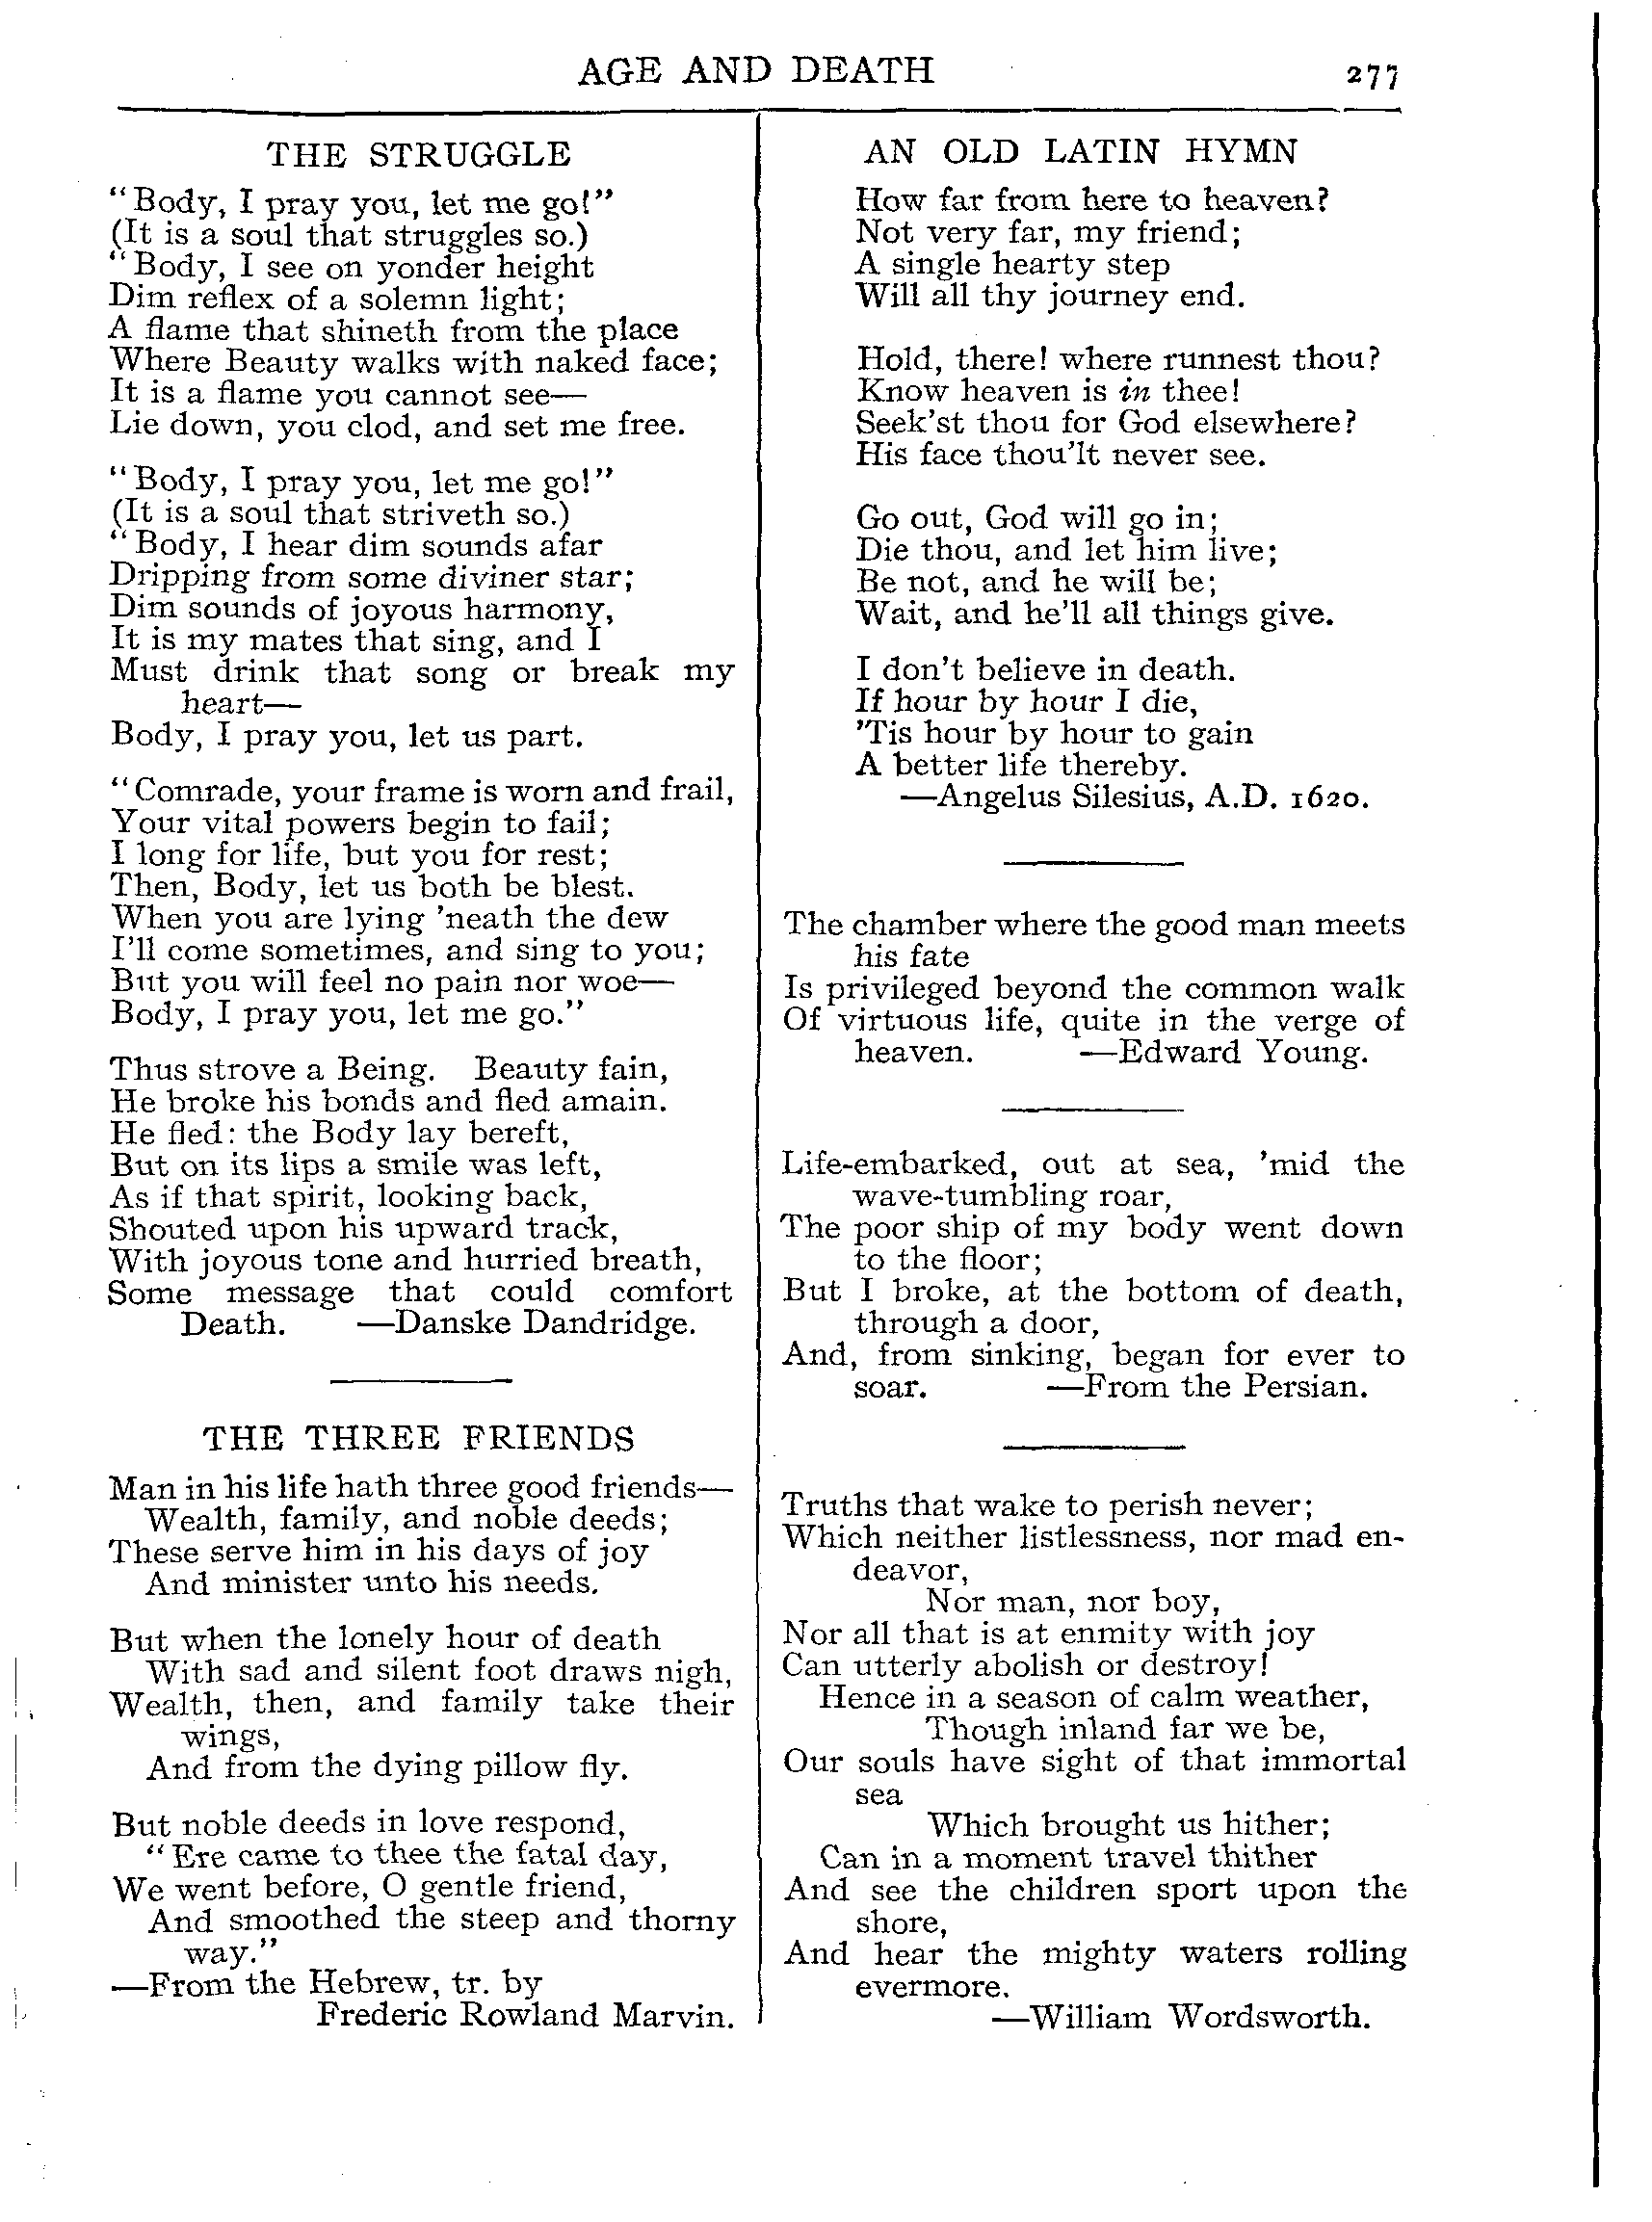 AGE AND DEATH 277
THE STRUGGLE
"Body, I pray you, let me go!"
(It is a soul that struggles so.)
"Body, I see on yonder height
Dim reflex of a solemn light;
A flame that shineth from the place
Where Beauty walks with naked face;
It is a flame you cannot see—
Lie down, you clod, and set me free.
"Body, I pray you, let me go!"
(It is a soul that striveth so.)
"Body, I hear dim sounds afar
Dripping from some diviner star;
Dim sounds of joyous harmony,
It is my mates that sing, and I
Must drink that song or break my
heart—
Body, I pray you, let us part.
"Comrade, your frame is worn and frail,
Your vital powers begin to fail;
I long for life, but you for rest;
Then, Body, let us both be blest.
When you are lying 'neath the dew
I'll come sometimes, and sing to you;
But you will feel no pain nor woe—
Body, I pray you, let me go."
Thus strove a Being. Beauty fain,
He broke his bonds and fled amain.
He fled: the Body lay bereft,
But on its lips a smile was left,
As if that spirit, looking back,
Shouted upon his upward track,
With joyous tone and hurried breath,
Some message that could comfort
Death. —Danske Dandridge.
THE THREE FRIENDS
Man in his life hath three good friends—
Wealth, family, and noble deeds;
These serve him in his days of joy
And minister unto his needs.
But when the lonely hour of death
With sad and silent foot draws nigh,
Wealth, then, and family take their
wings,
And from the dying pillow fly.
But noble deeds in love respond,
"Ere came to thee the fatal day,
We went before, O gentle friend,
And smoothed the steep and thorny
way."
—From the Hebrew, tr. by
Frederic Rowland Marvin.
AN OLD LATIN HYMN
How far from here to heaven?
Not very far, my friend;
A single hearty step
Will all thy journey end.
Hold, there! where runnest thou?
Know heaven is in thee!
Seek'st thou for God elsewhere?
His face thou'lt never see.
Go out, God will go in;
Die thou, and let him live;
Be not, and he will be;
Wait, and he'll all things give.
I don't believe in death.
If hour by hour I die,
'Tis hour by hour to gain
A better life thereby.
—Angelus Silesius, A.D. 1620.
The chamber where the good man meets
his fate
Is privileged beyond the common walk
Of virtuous life, quite in the verge of
heaven. —Edward Young.
Life-embarked, out at sea, 'mid the
wave-tumbling roar,
The poor ship of my body went down
to the floor;
But I broke, at the bottom of death,
through a door,
And, from sinking, began for ever to
soar. —From the Persian.
Truths that wake to perish never;
Which neither listlessness, nor mad en-
deavor,
Nor man, nor boy,
Nor all that is at enmity with joy
Can utterly abolish or destroy!
Hence in a season of calm weather,
Though inland far we be,
Our souls have sight of that immortal
sea
Which brought us hither;
Can in a moment travel thither
And see the children sport upon the
shore,
And hear the mighty waters rolling
evermore.
—William Wordsworth.